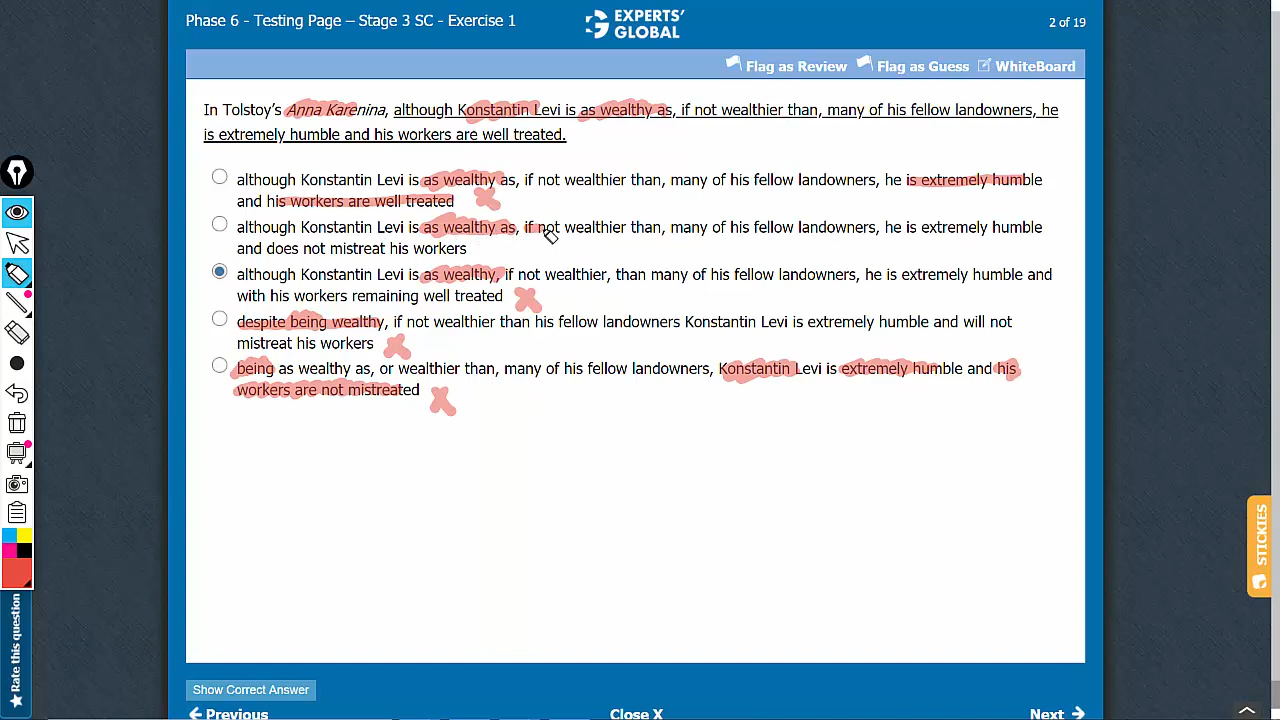 Phase 6 - Testing Page – Stage 3 SC - Exercise 1
EXPERTS'
GLOBAL
2 of 19
Flag as Review
Flag as Guess
WhiteBoard
In Tolstoy's Anna Karenina, although Konstantin Levi is as wealthy as, if not wealthier than, many of his fellow landowners, he
is extremely humble and his workers are well treated.
although Konstantin Levi is as wealthy as, if not wealthier than, many of his fellow landowners, he is extremely humble
and his workers are well treated
although Konstantin Levi is as wealthy as, if not wealthier than, many of his fellow landowners, he is extremely humble
and does not mistreat his workers
although Konstantin Levi is as wealthy, if not wealthier, than many of his fellow landowners, he is extremely humble and
with his workers remaining well treated
despite being wealthy, if not wealthier than his fellow landowners Konstantin Levi is extremely humble and will not
mistreat his workers
being as wealthy as, or wealthier than, many of his fellow landowners, Konstantin Levi is extremely humble and his
workers are not mistreated
STICKIES
Rate this question
Show Correct Answer
Previous
Close X
Next